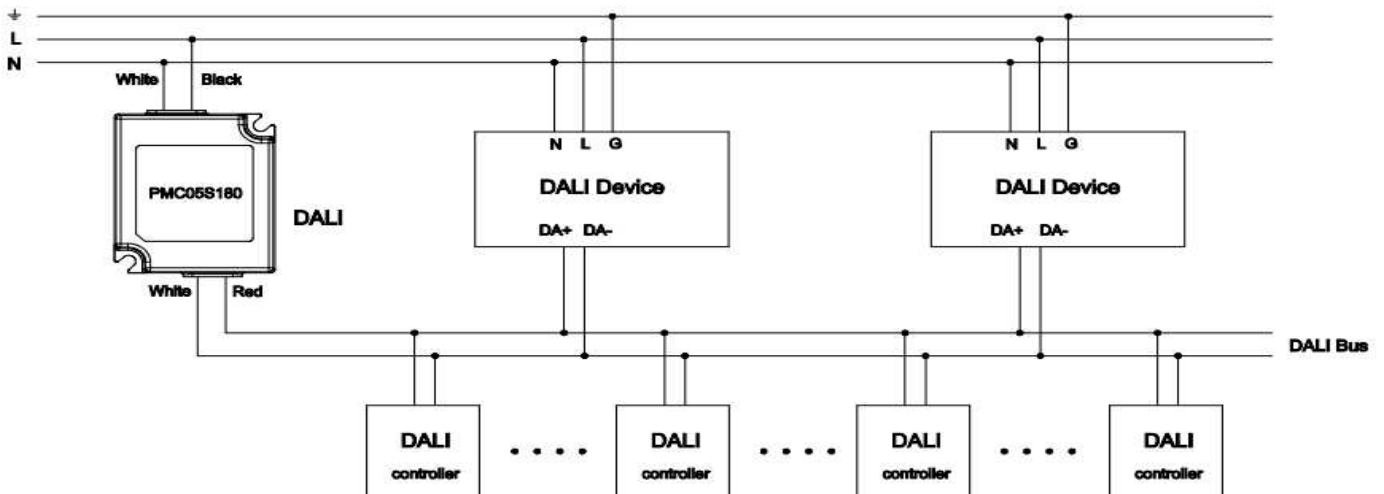 ⏚
L
N
White Black
PMC05S180
DALI
White Red
N L G
DALI Device
DA+ DA-
N L G
DALI Device
DA+ DA-
DALI Bus
DALI
controller
DALI
controller
DALI
controller
DALI
controller